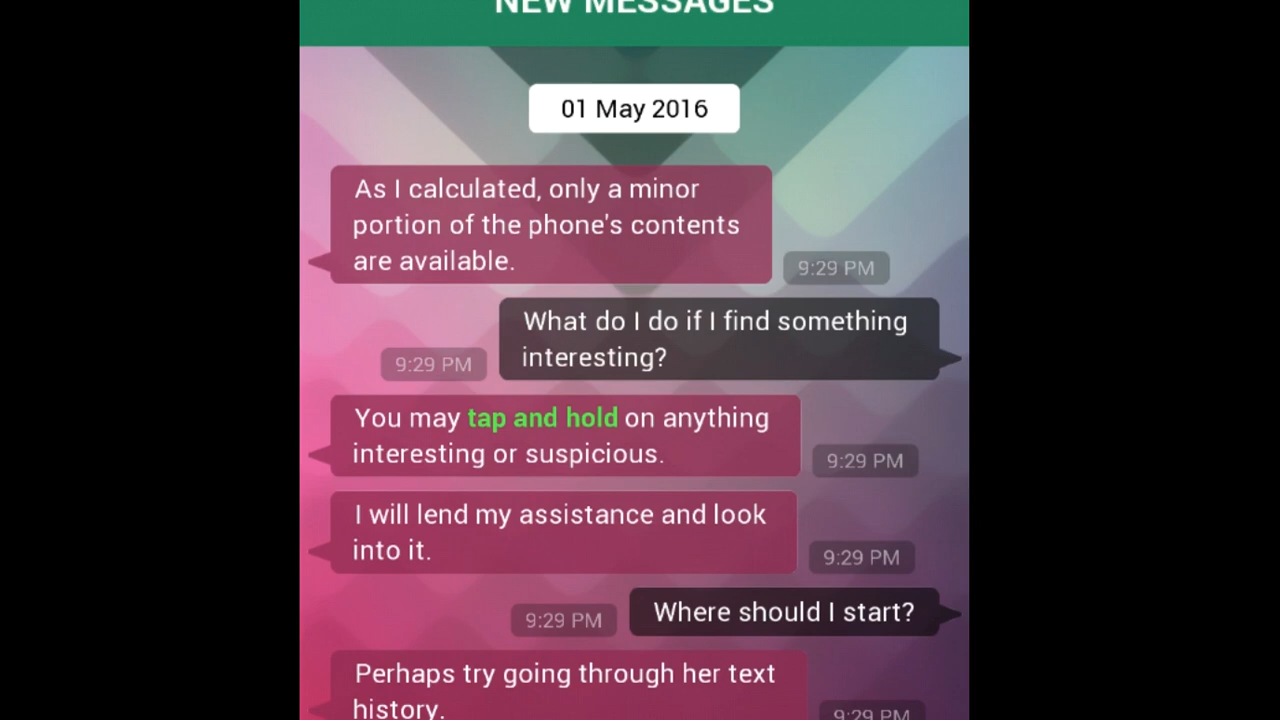 NEW MESSAGES
01 May 2016
As I calculated, only a minor
portion of the phone's contents
are available.
9:29 PM
What do I do if I find something
interesting?
9:29 PM
You may tap and hold on anything
interesting or suspicious.
9:29 PM
I will lend my assistance and look
into it.
9:29 PM
Where should I start?
9:29 PM
Perhaps try going through her text
history.
9:29 PM